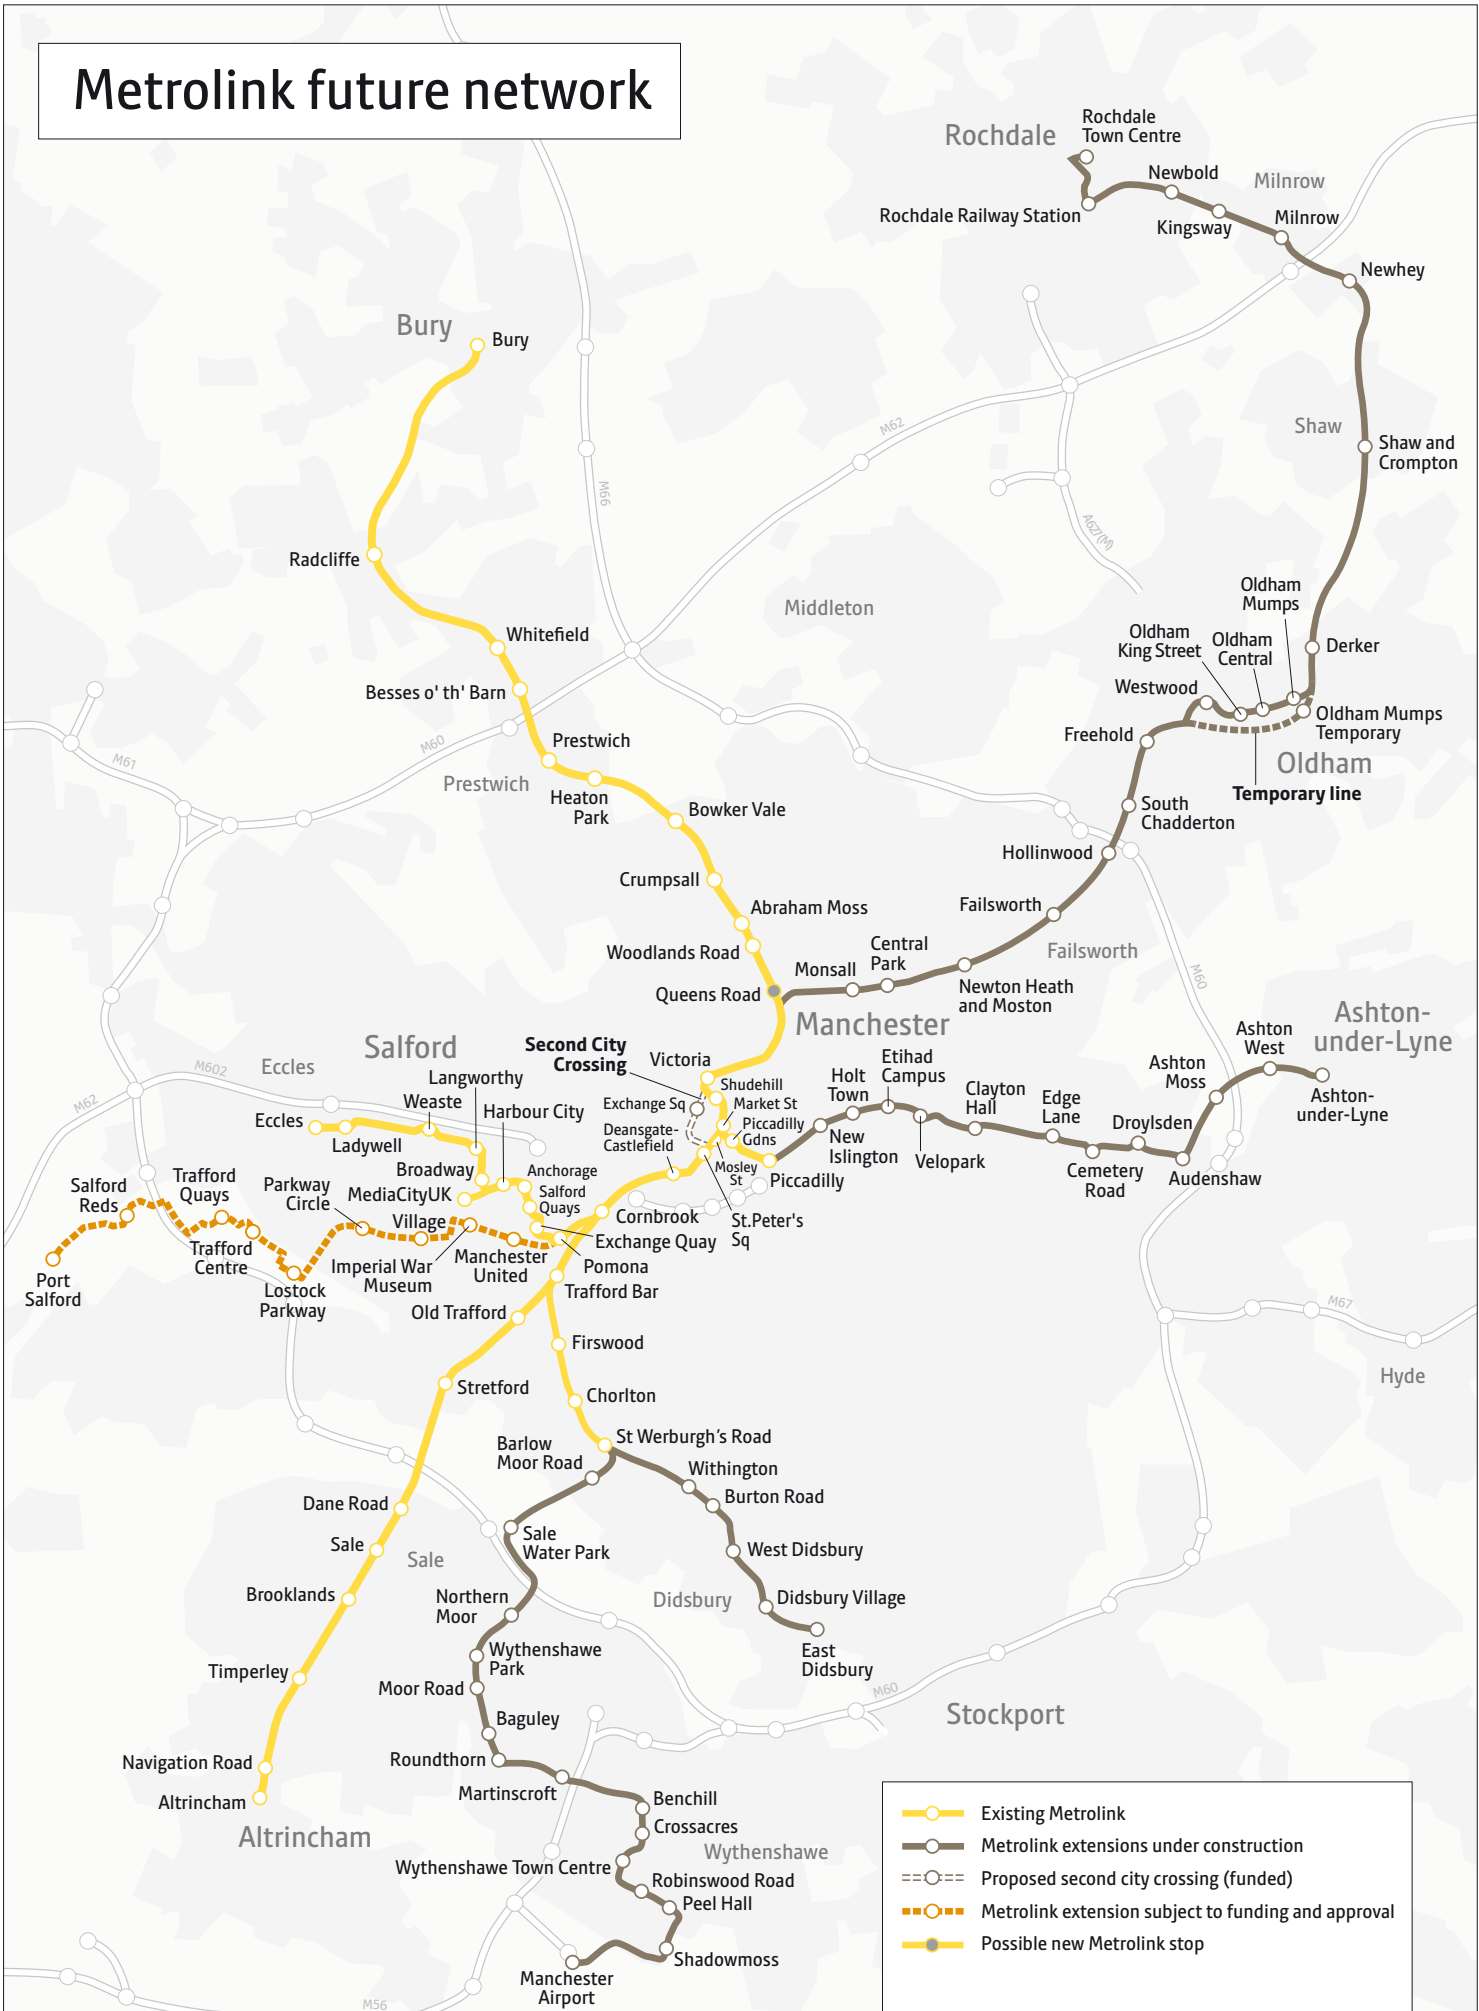 Metrolink future network
Rochdale
Rochdale
Town Centre
Newbold
Milnrow
Rochdale Railway Station
Kingsway
Milnrow
Newhey
Bury
Bury
M62
Shaw
Shaw and
Crompton
M66
A627(M)
Radcliffe
Middleton
Oldham
Mumps
Whitefield
Oldham
King Street
Oldham
Central
Derker
Besses o' th' Barn
Westwood
Oldham Mumps
Temporary
Freehold
Prestwich
M60
M61
Oldham
Prestwich
Temporary line
Heaton
Park
Bowker Vale
South
Chadderton
Hollinwood
Crumpsall
Abraham Moss
Failsworth
Woodlands Road
Central
Park
Failsworth
Monsall
M60
Queens Road
Newton Heath
and Moston
Manchester
Ashton-
under-Lyne
Salford
Second City
Crossing
Victoria
Etihad
Campus
Ashton
West
Eccles
M602
Langworthy
Shudehill
Holt
Town
Ashton
Moss
M62
Weaste
Harbour City
Exchange Sq
Market St
Clayton
Hall
Edge
Lane
Ashton-
under-Lyne
Eccles
Ladywell
Deansgate-
Castlefield
Piccadilly
Gdns
Droylsden
New
Islington
Velopark
Broadway
Anchorage
Mosley
St
Piccadilly
Cemetery
Road
Audenshaw
Salford
Reds
Trafford
Quays
Parkway
Circle
MediaCityUK
Salford
Quays
Village
Cornbrook
St.Peter's
Sq
Exchange Quay
Trafford
Centre
Imperial War
Museum
Manchester
United
Pomona
Port
Salford
Lostock
Parkway
Trafford Bar
Old Trafford
M67
Firswood
Hyde
Stretford
Chorlton
St Werburgh's Road
Barlow
Moor Road
Withington
Burton Road
Dane Road
Sale
Water Park
Sale
Sale
West Didsbury
Brooklands
Northern
Moor
Didsbury
Didsbury Village
Wythenshawe
Park
East
Didsbury
Timperley
Moor Road
M60
Baguley
Stockport
Navigation Road
Roundthorn
Altrincham
Martinscroft
Benchill
Altrincham
Crossacres
Wythenshawe
Wythenshawe Town Centre
Robinswood Road
Peel Hall
Shadowmoss
Manchester
Airport
M56
Existing Metrolink
Metrolink extensions under construction
Proposed second city crossing (funded)
Metrolink extension subject to funding and approval
Possible new Metrolink stop